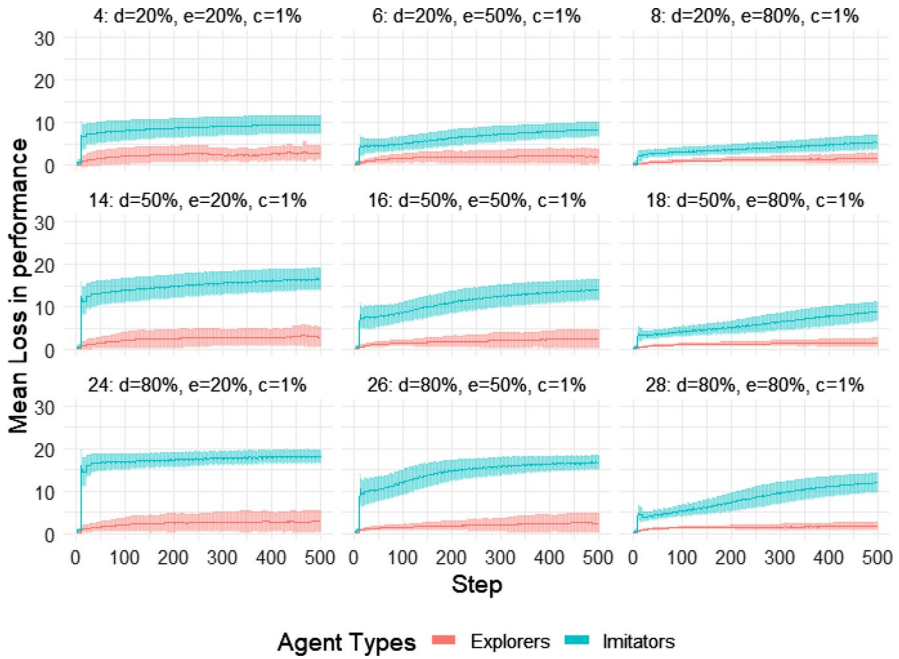 4: d=20%, e=20%, c=1%
6: d=20%, e=50%, c=1%
8: d=20%, e=80%, c=1%
30
20
10
0
14: d=50%, e=20%, c=1%
16: d=50%, e=50%, c=1%
18: d=50%, e=80%, c=1%
30
20
10
0
24: d=80%, e=20%, c=1%
26: d=80%, e=50%, c=1%
28: d=80%, e=80%, c=1%
30
20
10
0
Mean Loss in performance
0 100 200 300 400 500
0 100 200 300 400 500
0 100 200 300 400 500
Step
Agent Types Explorers Imitators